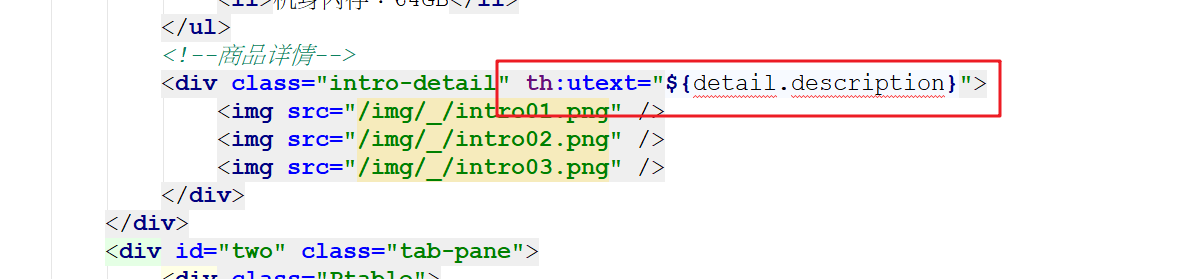 <li>机身内存：64GB</li>
</ul>
<!--商品详情-->
<div class="intro-detail" th:utext="${detail.description}">
<img src="/img/_/intro01.png" />
<img src="/img/_/intro02.png" />
<img src="/img/_/intro03.png" />
</div>
</div>
<div id="two" class="tab-pane">
<div class="Ptable">